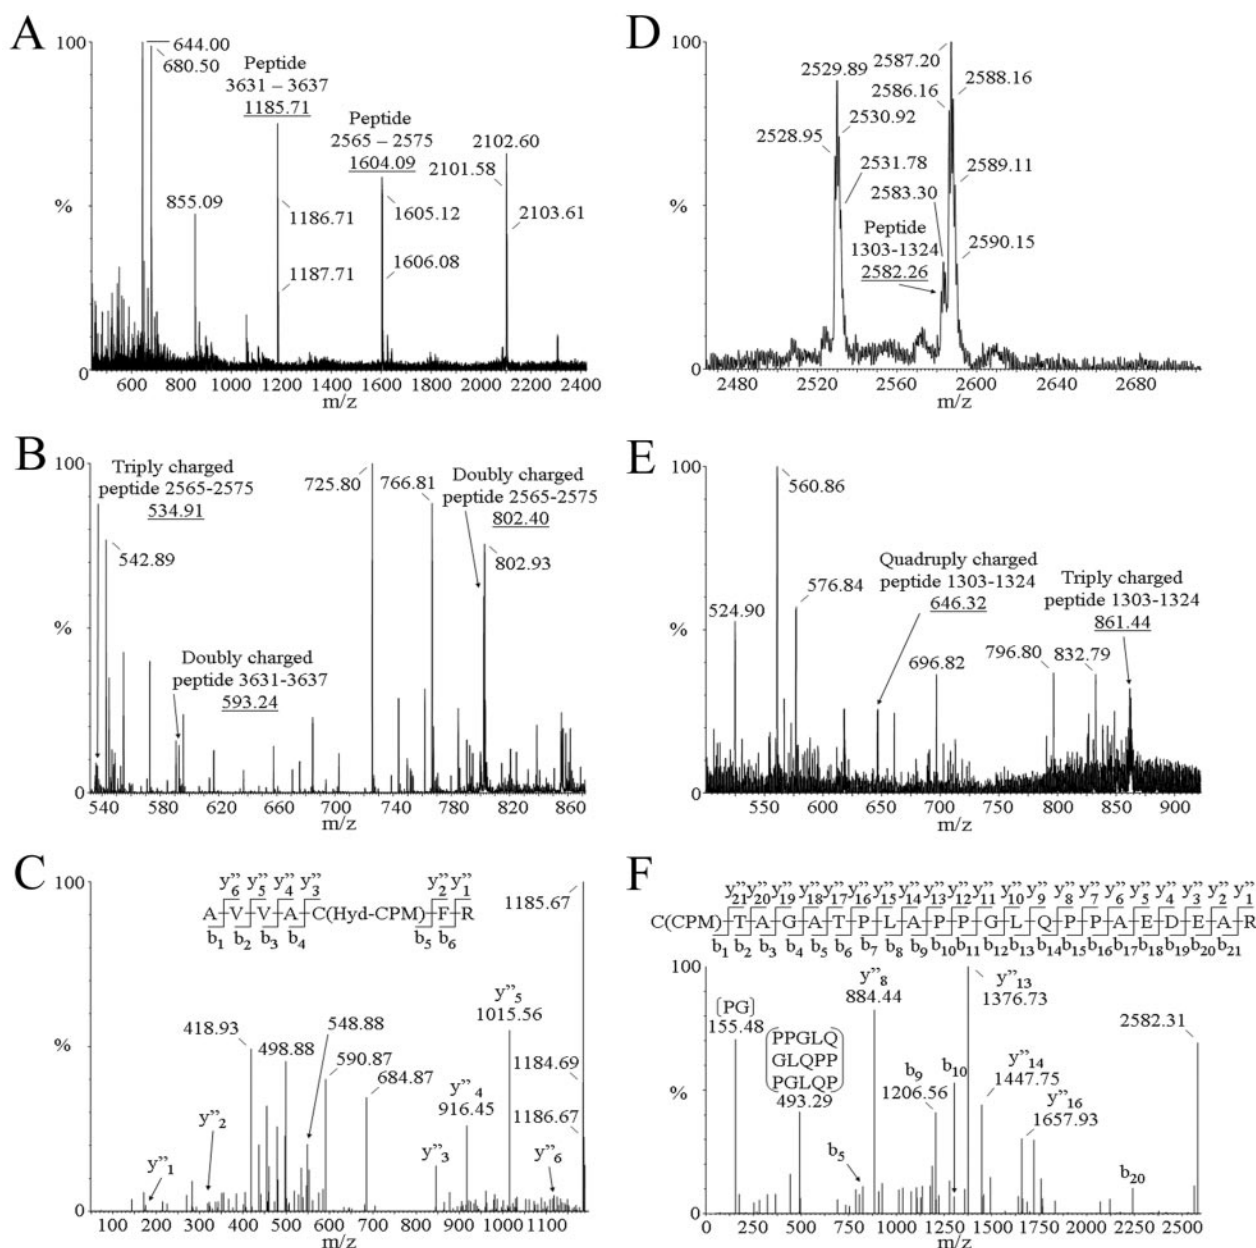 A
100
%
0
644.00
680.50
Peptide
3631 – 3637
1185.71
Peptide
2565 – 2575
1604.09
2102.60
2101.58
855.09
1186.71
1605.12
2103.61
1187.71
1606.08
600 800 1000 1200 1400 1600 1800 2000 2200 2400
m/z
D
100
%
0
2529.89
2587.20
2588.16
2586.16
2528.95
2530.92
2531.78
2583.30
2589.11
Peptide
1303-1324
2582.26
2590.15
2480 2520 2560 2600 2640 2680
m/z
B
100
%
0
Triply charged
peptide 2565-2575
534.91
542.89
Doubly charged
peptide 3631-3637
593.24
725.80
766.81
Doubly charged
peptide 2565-2575
802.40
802.93
540 580 620 660 700 740 780 820 860
m/z
E
100
%
0
560.86
524.90
576.84
Quadruply charged
peptide 1303-1324
646.32
696.82
Triply charged
peptide 1303-1324
861.44
796.80
832.79
550 600 650 700 750 800 850 900
m/z
C
100
%
0
y"6 y"5 y"4 y"3 y"2 y"1
A V V A C(Hyd-CPM) F R
b1 b2 b3 b4 b5 b6
1185.67
y"5
1015.56
418.93
498.88
548.88
590.87
684.87
y"4
916.45
1184.69
1186.67
y"1
y"2
y"3
y"6
100 200 300 400 500 600 700 800 900 1000 1100
m/z
F
y" y" y" y" y" y" y" y" y" y" y" y" y" y" y" y" y" y" y" y" y"
21 20 19 18 17 16 15 14 13 12 11 10 9 8 7 6 5 4 3 2 1
C(CPM) T A G A T P L A P P G L Q P P A E D E A R
b1 b2 b3 b4 b5 b6 b7 b8 b9 b10 b11 b12 b13 b14 b15 b16 b17 b18 b19 b20 b21
100
%
0
[PG]
155.48
PPGLQ
GLQPP
PGLQP
493.29
y"8
884.44
y"13
1376.73
2582.31
b9
1206.56
b10
y"14
1447.75
y"16
1657.93
b5
b20
0 250 500 750 1000 1250 1500 1750 2000 2250 2500
m/z